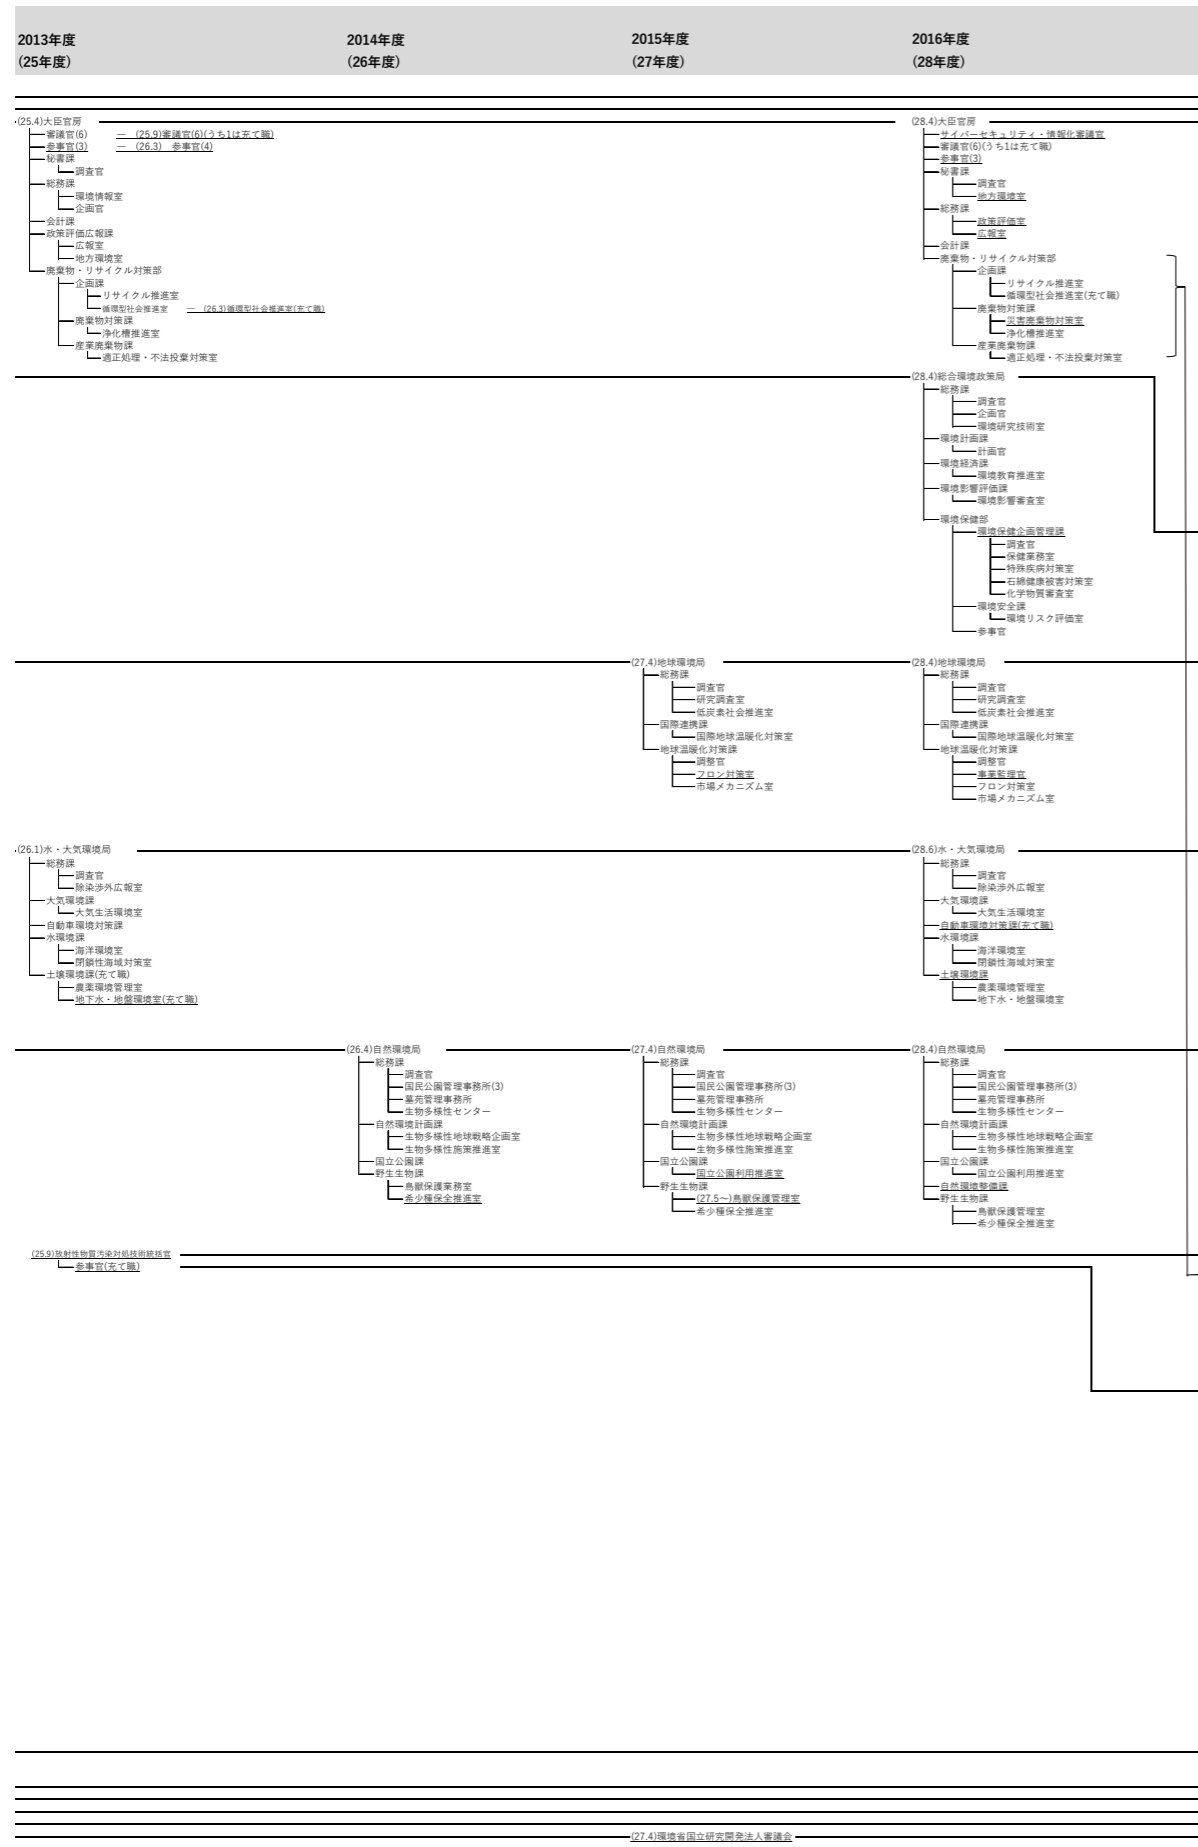 2013年度
(25年度)
2014年度
(26年度)
2015年度
(27年度)
2016年度
(28年度)
(25.4)大臣官房
審議官(6) ― (25.9)審議官(6)(うち1は充て職)
参事官(3) ― (26.3) 参事官(4)
秘書課
調査官
総務課
環境情報室
企画官
会計課
政策評価広報課
広報室
地方環境室
廃棄物・リサイクル対策部
企画課
リサイクル推進室
循環型社会推進室 ― (26.3)循環型社会推進室(充て職)
廃棄物対策課
浄化槽推進室
産業廃棄物課
適正処理・不法投棄対策室
(28.4)大臣官房
サイバーセキュリティ・情報化審議官
審議官(6)(うち1は充て職)
参事官(3)
秘書課
調査官
地方環境室
総務課
政策評価室
広報室
会計課
廃棄物・リサイクル対策部
企画課
リサイクル推進室
循環型社会推進室(充て職)
廃棄物対策課
災害廃棄物対策室
浄化槽推進室
産業廃棄物課
適正処理・不法投棄対策室
(28.4)総合環境政策局
総務課
調査官
企画官
環境研究技術室
環境計画課
計画官
環境経済課
環境教育推進室
環境影響評価課
環境影響審査室
環境保健部
環境保健企画管理課
調査官
保健業務室
特殊疾病対策室
石綿健康被害対策室
化学物質審査室
環境安全課
環境リスク評価室
参事官
(27.4)地球環境局
総務課
調査官
研究調査室
低炭素社会推進室
国際連携課
国際地球温暖化対策室
地球温暖化対策課
調整官
フロン対策室
市場メカニズム室
(28.4)地球環境局
総務課
調査官
研究調査室
低炭素社会推進室
国際連携課
国際地球温暖化対策室
地球温暖化対策課
調整官
事業監理官
フロン対策室
市場メカニズム室
(26.1)水・大気環境局
総務課
調査官
除染渉外広報室
大気環境課
大気生活環境室
自動車環境対策課
水環境課
海洋環境室
閉鎖性海域対策室
土壌環境課(充て職)
農薬環境管理室
地下水・地盤環境室(充て職)
(28.6)水・大気環境局
総務課
調査官
除染渉外広報室
大気環境課
大気生活環境室
自動車環境対策課(充て職)
水環境課
海洋環境室
閉鎖性海域対策室
土壌環境課
農薬環境管理室
地下水・地盤環境室
(26.4)自然環境局
総務課
調査官
国民公園管理事務所(3)
墓苑管理事務所
生物多様性センター
自然環境計画課
生物多様性地球戦略企画室
生物多様性施策推進室
国立公園課
野生生物課
鳥獣保護業務室
希少種保全推進室
(27.4)自然環境局
総務課
調査官
国民公園管理事務所(3)
墓苑管理事務所
生物多様性センター
自然環境計画課
生物多様性地球戦略企画室
生物多様性施策推進室
国立公園課
国立公園利用推進室
野生生物課
(27.5～)鳥獣保護管理室
希少種保全推進室
(28.4)自然環境局
総務課
調査官
国民公園管理事務所(3)
墓苑管理事務所
生物多様性センター
自然環境計画課
生物多様性地球戦略企画室
生物多様性施策推進室
国立公園課
国立公園利用推進室
自然環境整備課
野生生物課
鳥獣保護管理室
希少種保全推進室
(25.9)放射性物質汚染対処技術統括官
参事官(充て職)
(27.4)環境省国立研究開発法人審議会